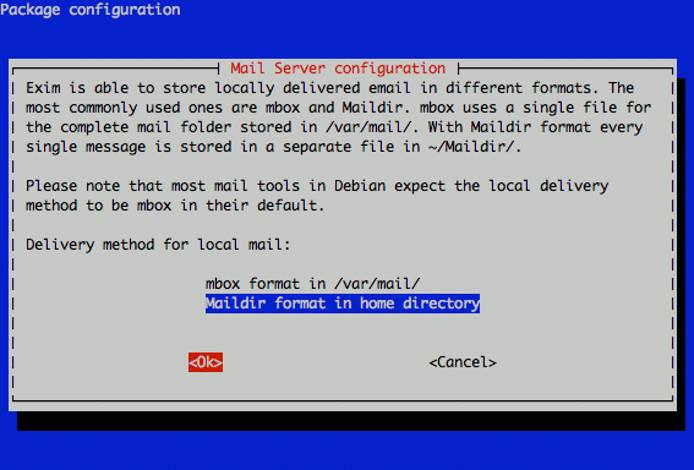 Package configuration
Mail Server configuration
Exim is able to store locally delivered email in different formats. The
most commonly used ones are mbox and Maildir. mbox uses a single file for
the complete mail folder stored in /var/mail/. With Maildir format every
single message is stored in a separate file in ~/Maildir/.
Please note that most mail tools in Debian expect the local delivery
method to be mbox in their default.
Delivery method for local mail:
mbox format in /var/mail/
Maildir format in home directory
<Ok> <Cancel>